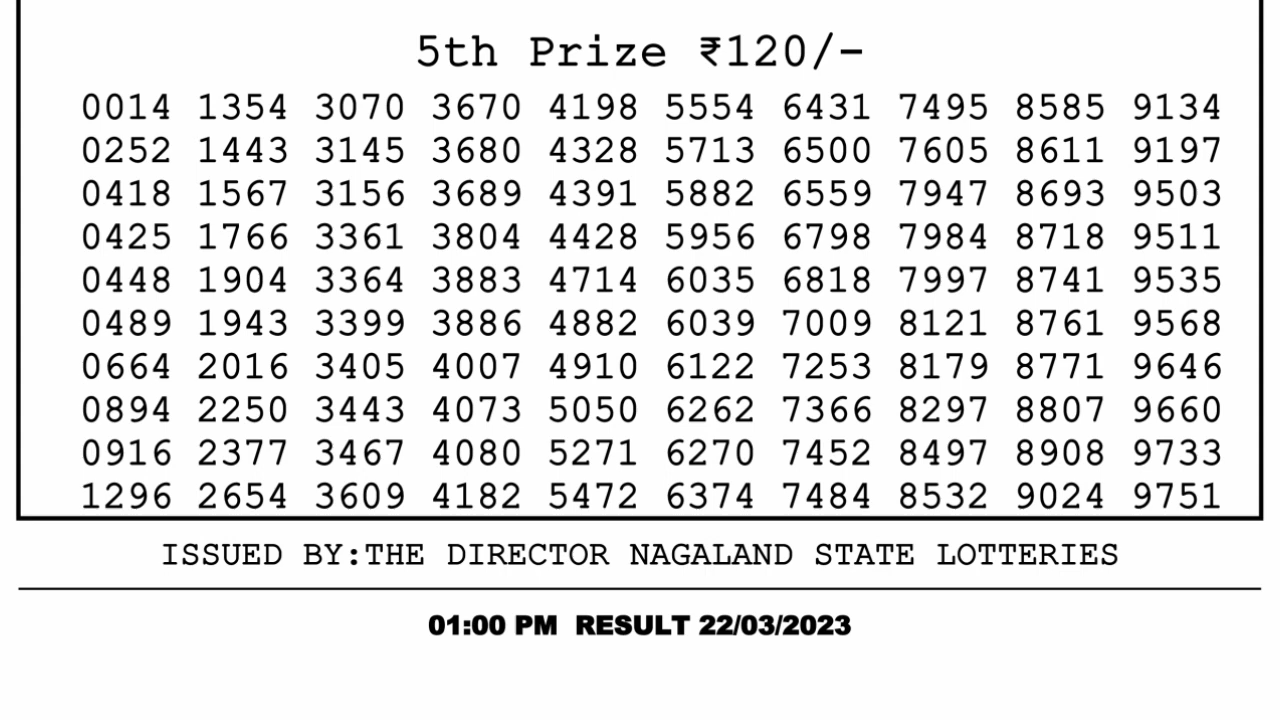 5th Prize ₹120/-
0014 1354 3070 3670 4198 5554 6431 7495 8585 9134
0252 1443 3145 3680 4328 5713 6500 7605 8611 9197
0418 1567 3156 3689 4391 5882 6559 7947 8693 9503
0425 1766 3361 3804 4428 5956 6798 7984 8718 9511
0448 1904 3364 3883 4714 6035 6818 7997 8741 9535
0489 1943 3399 3886 4882 6039 7009 8121 8761 9568
0664 2016 3405 4007 4910 6122 7253 8179 8771 9646
0894 2250 3443 4073 5050 6262 7366 8297 8807 9660
0916 2377 3467 4080 5271 6270 7452 8497 8908 9733
1296 2654 3609 4182 5472 6374 7484 8532 9024 9751
ISSUED BY:THE DIRECTOR NAGALAND STATE LOTTERIES
01:00 PM RESULT 22/03/2023